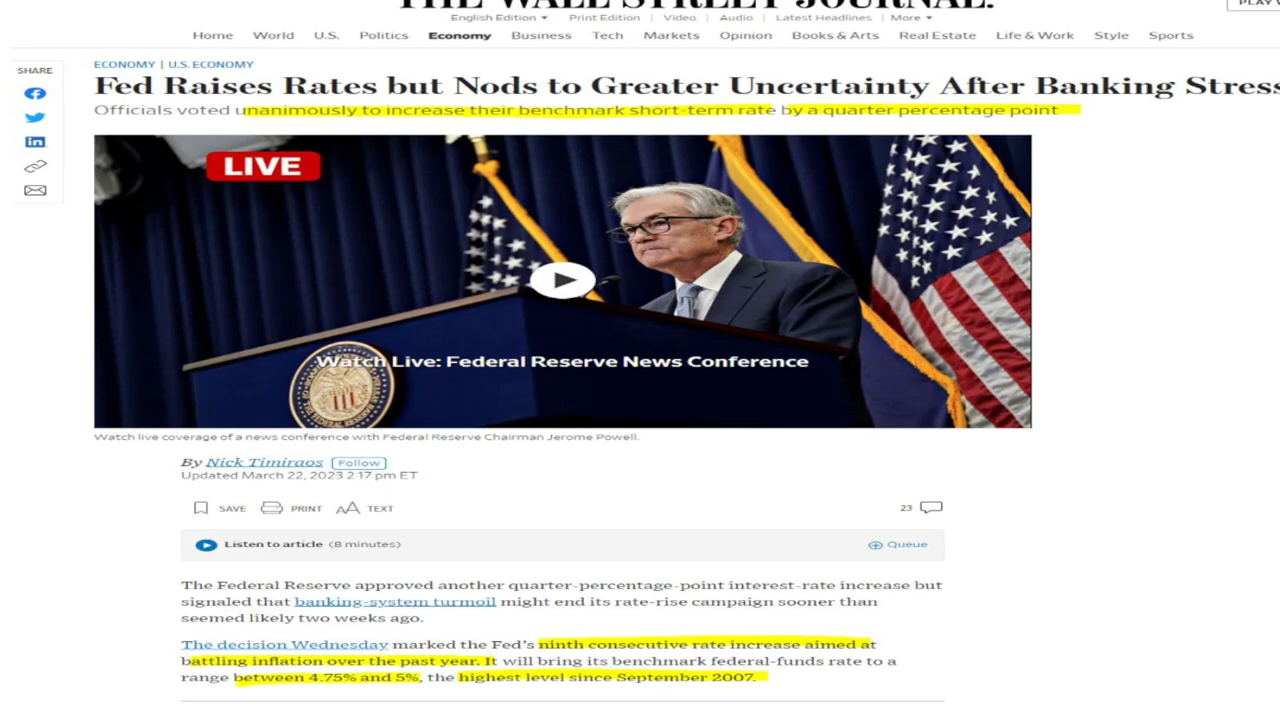 THE WALL STREET JOURNAL.
English Edition ▾ | Print Edition | Video | Audio | Latest Headlines | More ▾
Home World U.S. Politics Economy Business Tech Markets Opinion Books & Arts Real Estate Life & Work Style Sports
SHARE
ECONOMY | U.S. ECONOMY
Fed Raises Rates but Nods to Greater Uncertainty After Banking Stress
Officials voted unanimously to increase their benchmark short-term rate by a quarter percentage point
LIVE
Watch Live: Federal Reserve News Conference
Watch live coverage of a news conference with Federal Reserve Chairman Jerome Powell.
By Nick Timiraos Follow
Updated March 22, 2023 2:17 pm ET
SAVE PRINT AA TEXT 23
Listen to article (8 minutes) Queue
The Federal Reserve approved another quarter-percentage-point interest-rate increase but
signaled that banking-system turmoil might end its rate-rise campaign sooner than
seemed likely two weeks ago.
The decision Wednesday marked the Fed's ninth consecutive rate increase aimed at
battling inflation over the past year. It will bring its benchmark federal-funds rate to a
range between 4.75% and 5%, the highest level since September 2007.